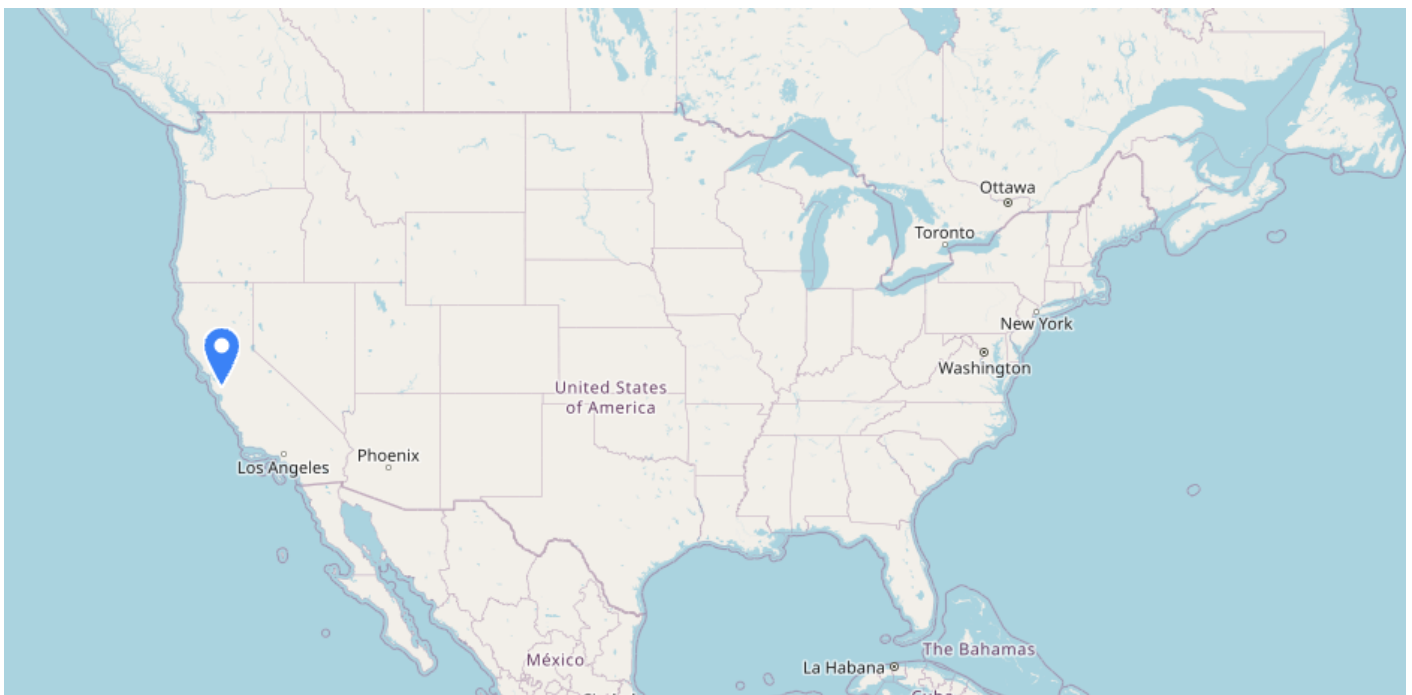 Ottawa
Toronto
New York
Washington
United States
of America
Phoenix
Los Angeles
The Bahamas
México
La Habana